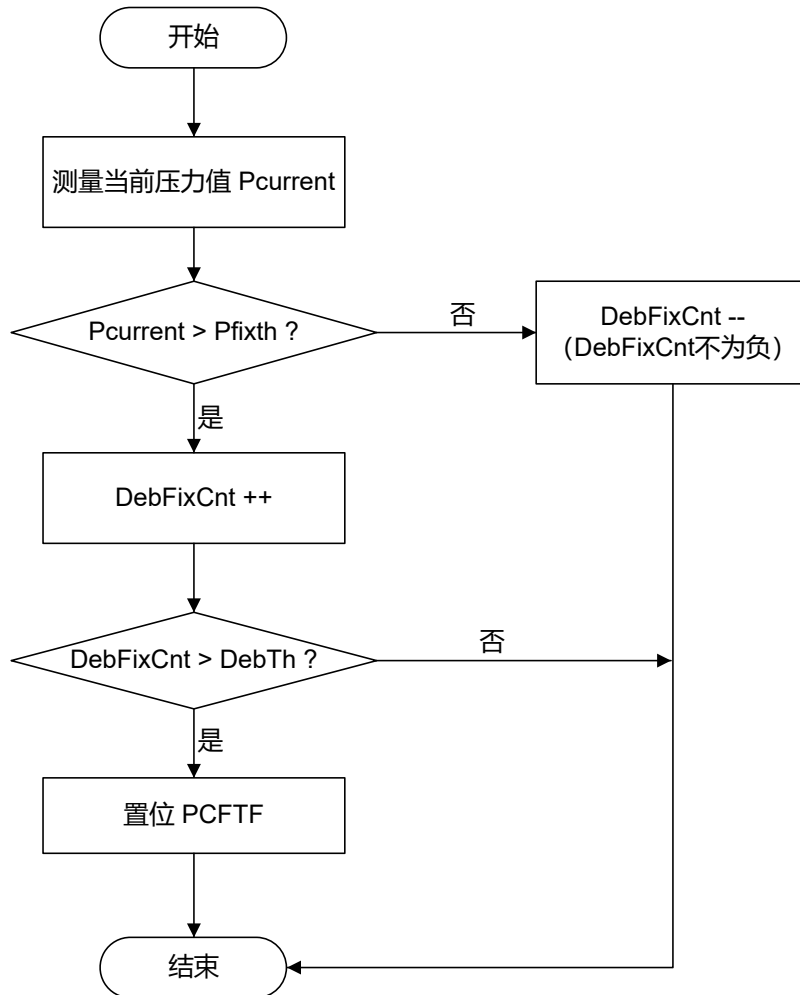 开始
测量当前压力值 Pcurrent
Pcurrent > Pfixth ?
否
DebFixCnt --
（DebFixCnt不为负）
是
DebFixCnt ++
DebFixCnt > DebTh ?
否
是
置位 PCFTF
结束